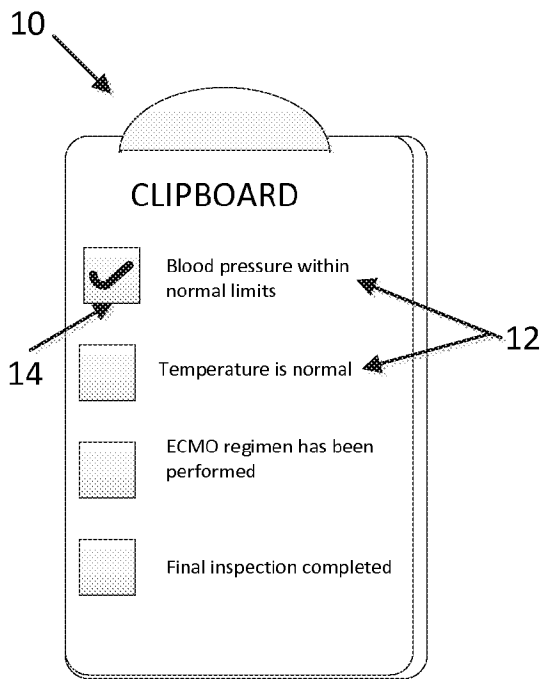 10
CLIPBOARD
Blood pressure within
normal limits
14
12
Temperature is normal
ECMO regimen has been
performed
Final inspection completed